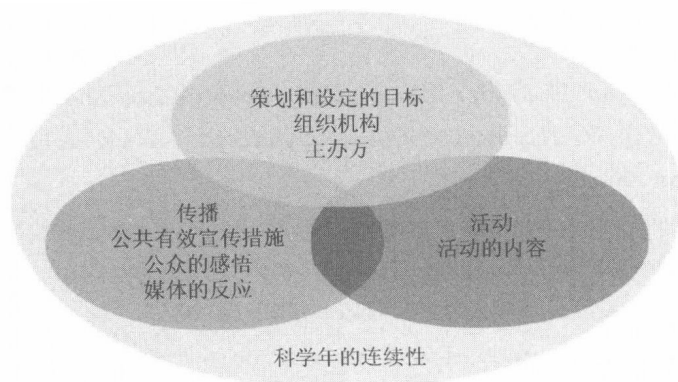 策划和设定的目标
组织机构
主办方
传播
公共有效宣传措施
公众的感悟
媒体的反应
活动
活动的内容
科学年的连续性